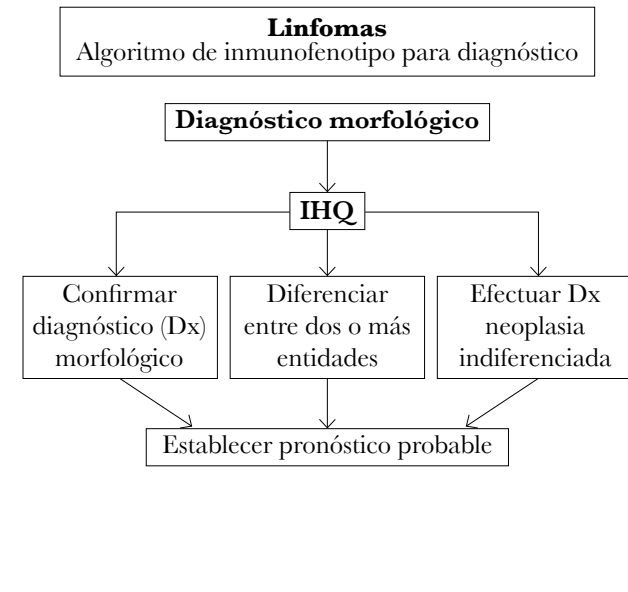 Linfomas
Algoritmo de inmunofenotipo para diagnóstico
Diagnóstico morfológico
IHQ
Confirmar
diagnóstico (Dx)
morfológico
Diferenciar
entre dos o más
entidades
Efectuar Dx
neoplasia
indiferenciada
Establecer pronóstico probable